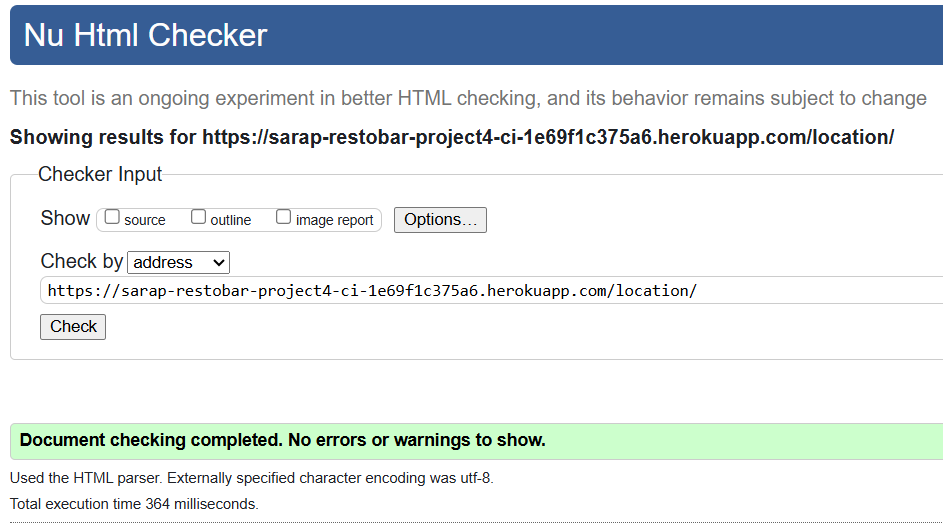 Nu Html Checker
This tool is an ongoing experiment in better HTML checking, and its behavior remains subject to change
Showing results for https://sarap-restobar-project4-ci-1e69f1c375a6.herokuapp.com/location/
Checker Input
Show source outline image report Options...
Check by address
https://sarap-restobar-project4-ci-1e69f1c375a6.herokuapp.com/location/
Check
Document checking completed. No errors or warnings to show.
Used the HTML parser. Externally specified character encoding was utf-8.
Total execution time 364 milliseconds.